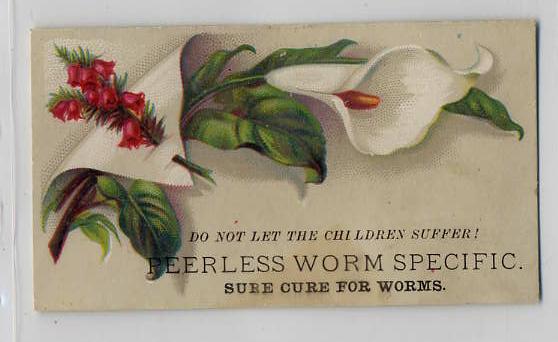 DO NOT LET THE CHILDREN SUFFER!
PEERLESS WORM SPECIFIC.
SURE CURE FOR WORMS.